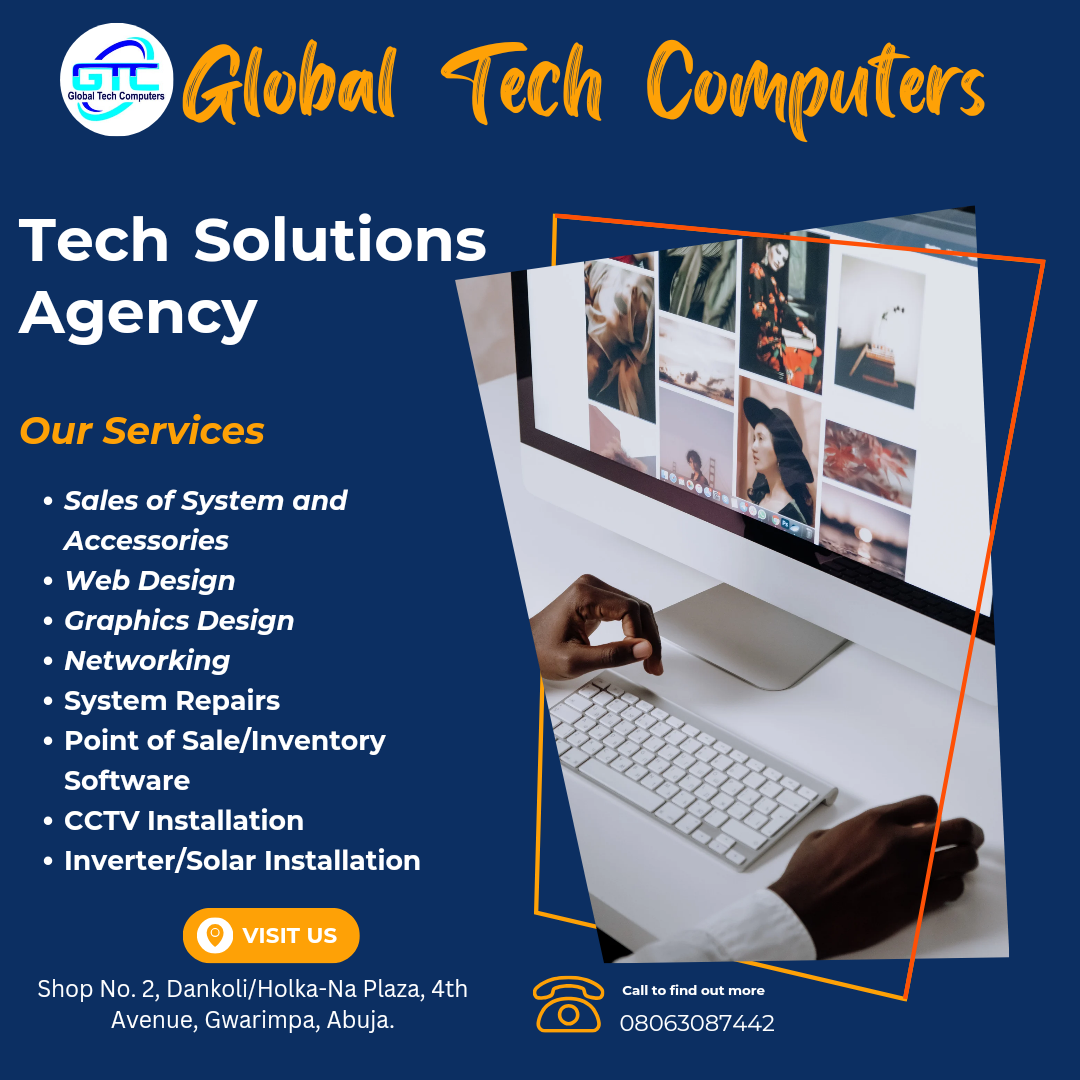 GTC
Global Tech Computers
Global Tech Computers
Tech Solutions
Agency
Our Services
• Sales of System and
Accessories
• Web Design
• Graphics Design
• Networking
• System Repairs
• Point of Sale/Inventory
Software
• CCTV Installation
• Inverter/Solar Installation
VISIT US
Shop No. 2, Dankoli/Holka-Na Plaza, 4th
Avenue, Gwarimpa, Abuja.
Call to find out more
08063087442